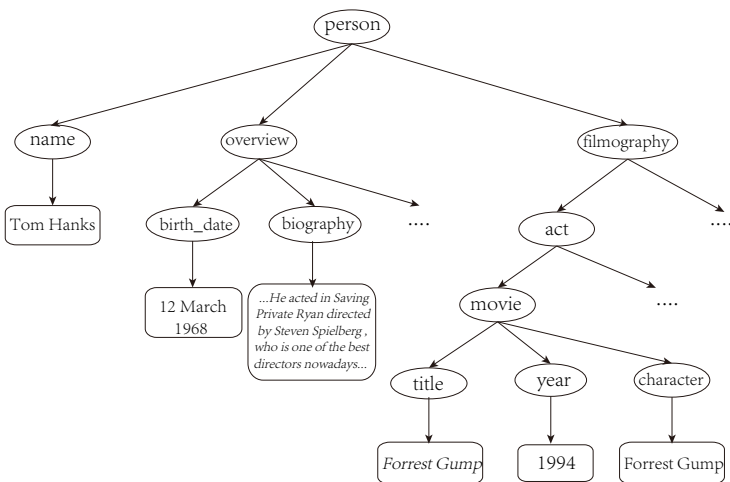 person
name
overview
filmography
Tom Hanks
birth_date
biography
....
act
....
12 March
1968
...He acted in Saving
Private Ryan directed
by Steven Spielberg ,
who is one of the best
directors nowadays...
movie
....
title
year
character
Forrest Gump
1994
Forrest Gump